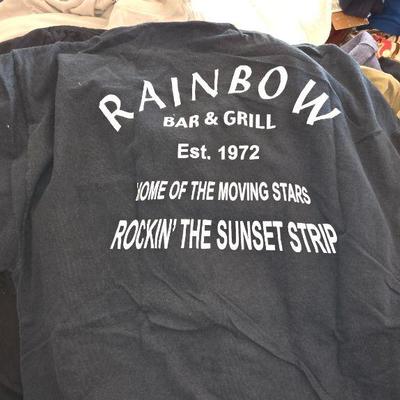 RAINBOW
BAR & GRILL
Est. 1972
HOME OF THE MOVING STARS
ROCKIN' THE SUNSET STRIP